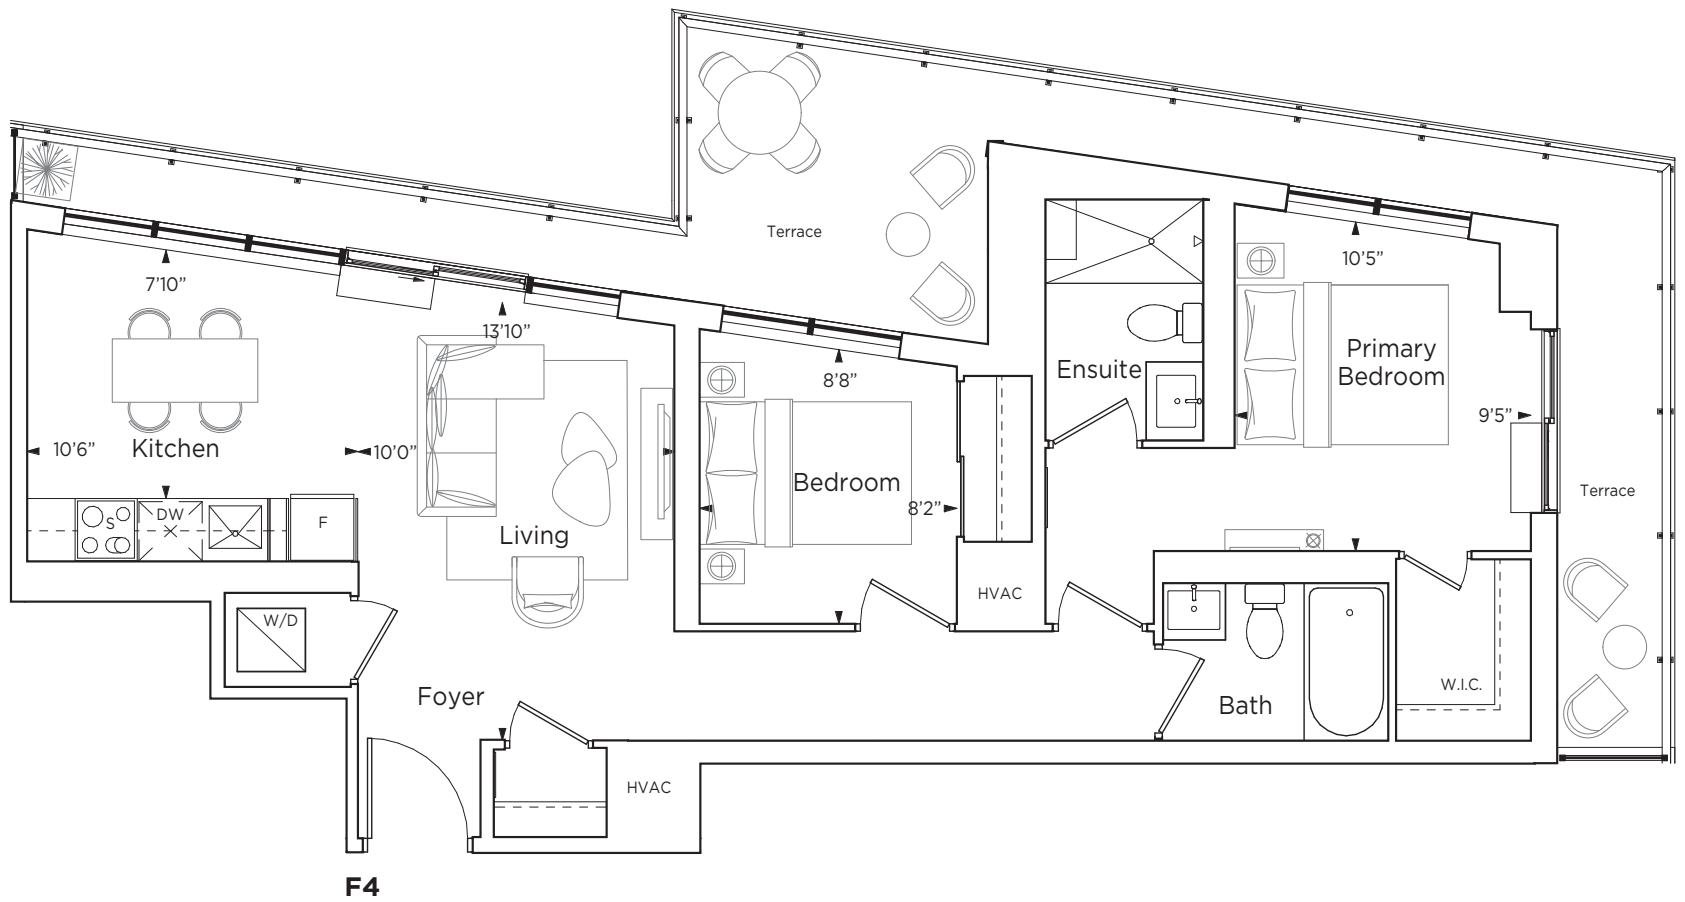 Terrace
7'10”
10'5”
13'10”
Ensuite
8'8”
Primary
Bedroom
9'5”
10'6”
Kitchen
10'0”
Bedroom
8'2”
Terrace
S
DW
F
Living
HVAC
W/D
Foyer
Bath
W.I.C.
HVAC
F4